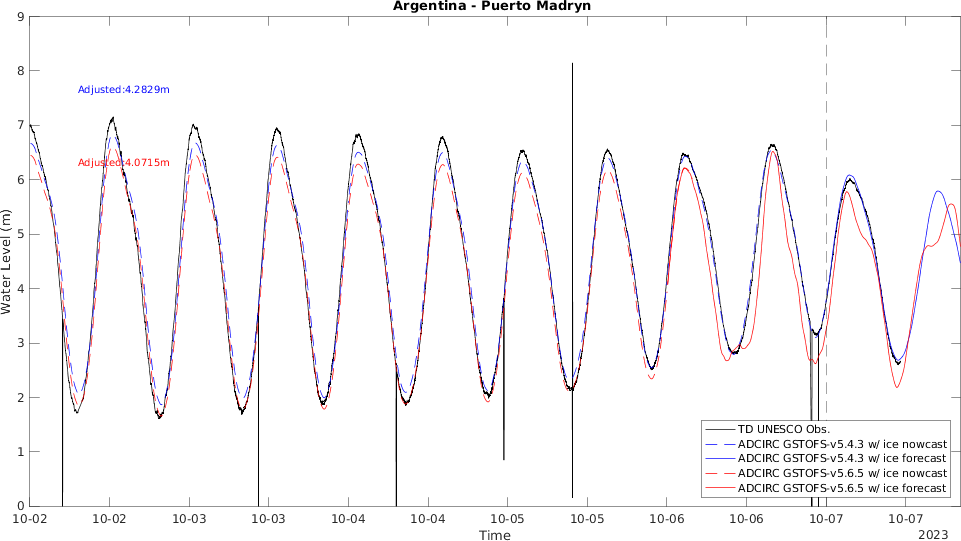 Argentina - Puerto Madryn
9
8
Adjusted:4.2829m
7
Adjusted:4.0715m
6
5
Water Level (m)
4
3
2
1
0
TD UNESCO Obs.
ADCIRC GSTOFS-v5.4.3 w/ ice nowcast
ADCIRC GSTOFS-v5.4.3 w/ ice forecast
ADCIRC GSTOFS-v5.6.5 w/ ice nowcast
ADCIRC GSTOFS-v5.6.5 w/ ice forecast
10-02 10-02 10-03 10-03 10-04 10-04 10-05 10-05 10-06 10-06 10-07 10-07
Time
2023